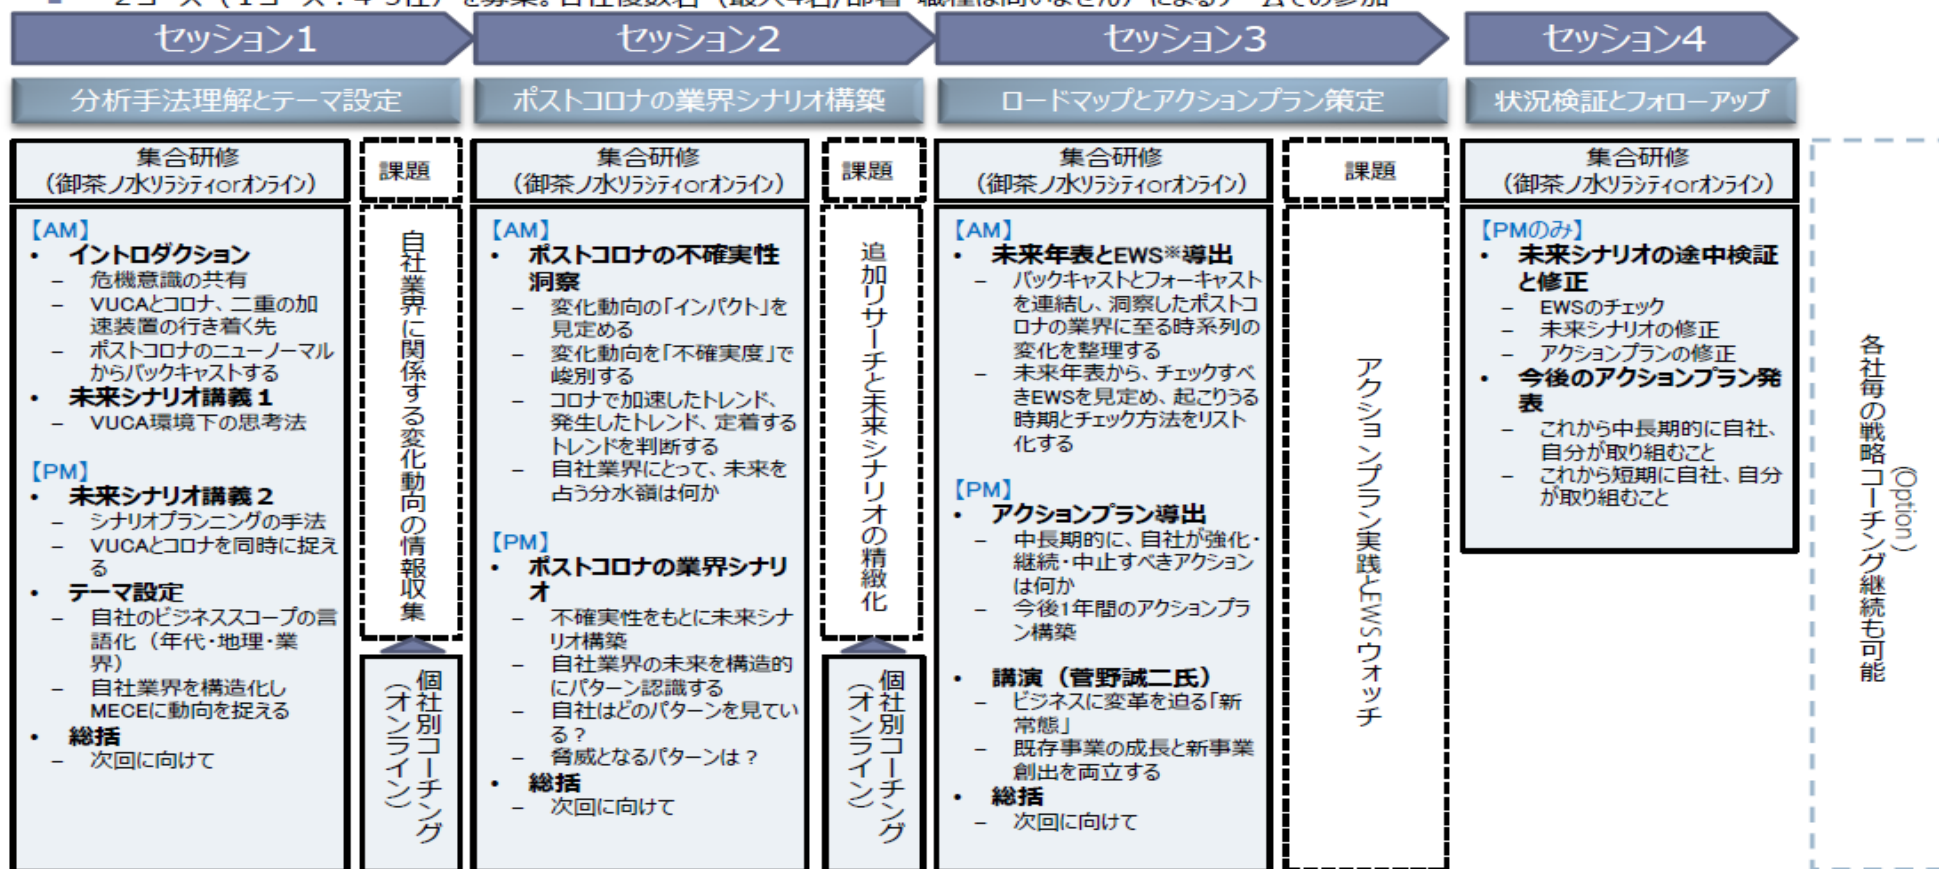 2コース（1コース：4-5社）を募集。各社複数名（最大4名/部署・職種は問いません）によるチームでの参加
セッション1
セッション2
セッション3
セッション4
分析手法理解とテーマ設定
ポストコロナの業界シナリオ構築
ロードマップとアクションプラン策定
状況検証とフォローアップ
集合研修
（御茶ノ水ソラシティorオンライン）
【AM】
• イントロダクション
– 危機意識の共有
– VUCAとコロナ、二重の加
速装置の行き着く先
– ポストコロナのニューノーマル
からバックキャストする
• 未来シナリオ講義１
– VUCA環境下の思考法
【PM】
• 未来シナリオ講義２
– シナリオプランニングの手法
– VUCAとコロナを同時に捉え
る
• テーマ設定
– 自社のビジネススコープの言
語化（年代・地理・業
界）
– 自社業界を構造化し
MECEに動向を捉える
• 総括
– 次回に向けて
課題
自社業界に関係する変化動向の情報収集
個社別コーチング
（オンライン）
集合研修
（御茶ノ水ソラシティorオンライン）
【AM】
• ポストコロナの不確実性
洞察
– 変化動向の「インパクト」を
見定める
– 変化動向を「不確実度」で
峻別する
– コロナで加速したトレンド、
発生したトレンド、定着する
トレンドを判断する
– 自社業界にとって、未来を
占う分水嶺は何か
【PM】
• ポストコロナの業界シナリ
オ
– 不確実性をもとに未来シナ
リオ構築
– 自社業界の未来を構造的
にパターン認識する
– 自社はどのパターンを見てい
る？
– 脅威となるパターンは？
• 総括
– 次回に向けて
課題
追加リサーチと未来シナリオの精緻化
個社別コーチング
（オンライン）
集合研修
（御茶ノ水ソラシティorオンライン）
【AM】
• 未来年表とEWS※導出
– バックキャストとフォーキャスト
を連結し、洞察したポストコ
ロナの業界に至る時系列の
変化を整理する
– 未来年表から、チェックすべ
きEWSを見定め、起こりうる
時期とチェック方法をリスト
化する
【PM】
• アクションプラン導出
– 中長期的に、自社が強化・
継続・中止すべきアクション
は何か
– 今後1年間のアクションプラ
ン構築
• 講演（菅野誠二氏）
– ビジネスに変革を迫る「新
常態」
– 既存事業の成長と新事業
創出を両立する
• 総括
– 次回に向けて
課題
アクションプラン実践とEWSウォッチ
集合研修
（御茶ノ水ソラシティorオンライン）
【PMのみ】
• 未来シナリオの途中検証
と修正
– EWSのチェック
– 未来シナリオの修正
– アクションプランの修正
• 今後のアクションプラン発
表
– これから中長期的に自社、
自分が取り組むこと
– これから短期に自社、自分
が取り組むこと
(Option)
各社毎の戦略コーチング継続も可能